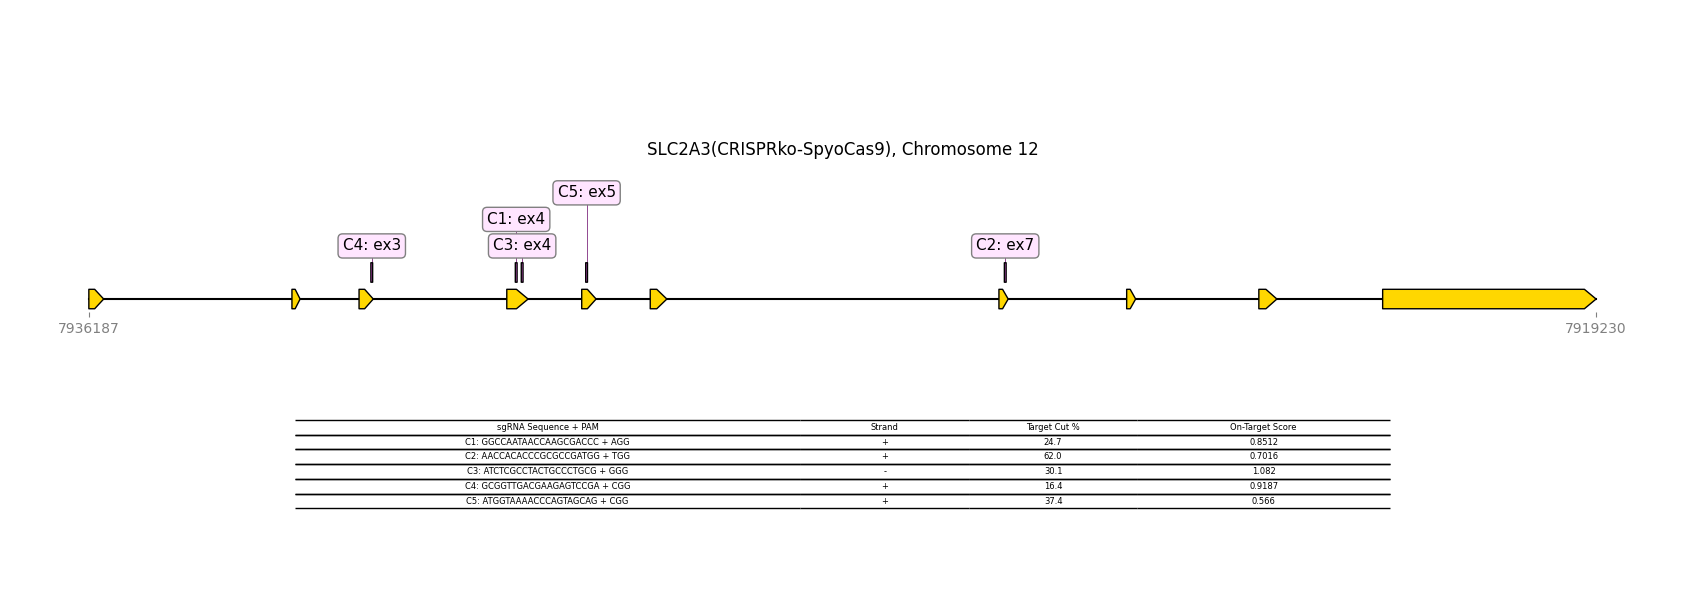 SLC2A3(CRISPRko-SpyoCas9), Chromosome 12
C5: ex5
C1: ex4
C4: ex3
C3: ex4
C2: ex7
7936187
7919230
sgRNA Sequence + PAM Strand Target Cut % On-Target Score
C1: GGCCAATAACCAAGCGACCC + AGG + 24.7 0.8512
C2: AACCACACCCGCGCCGATGG + TGG + 62.0 0.7016
C3: ATCTCGCCTACTGCCCTGCG + GGG - 30.1 1.082
C4: GCGGTTGACGAAGAGTCCGA + CGG + 16.4 0.9187
C5: ATGGTAAAACCCAGTAGCAG + CGG + 37.4 0.566